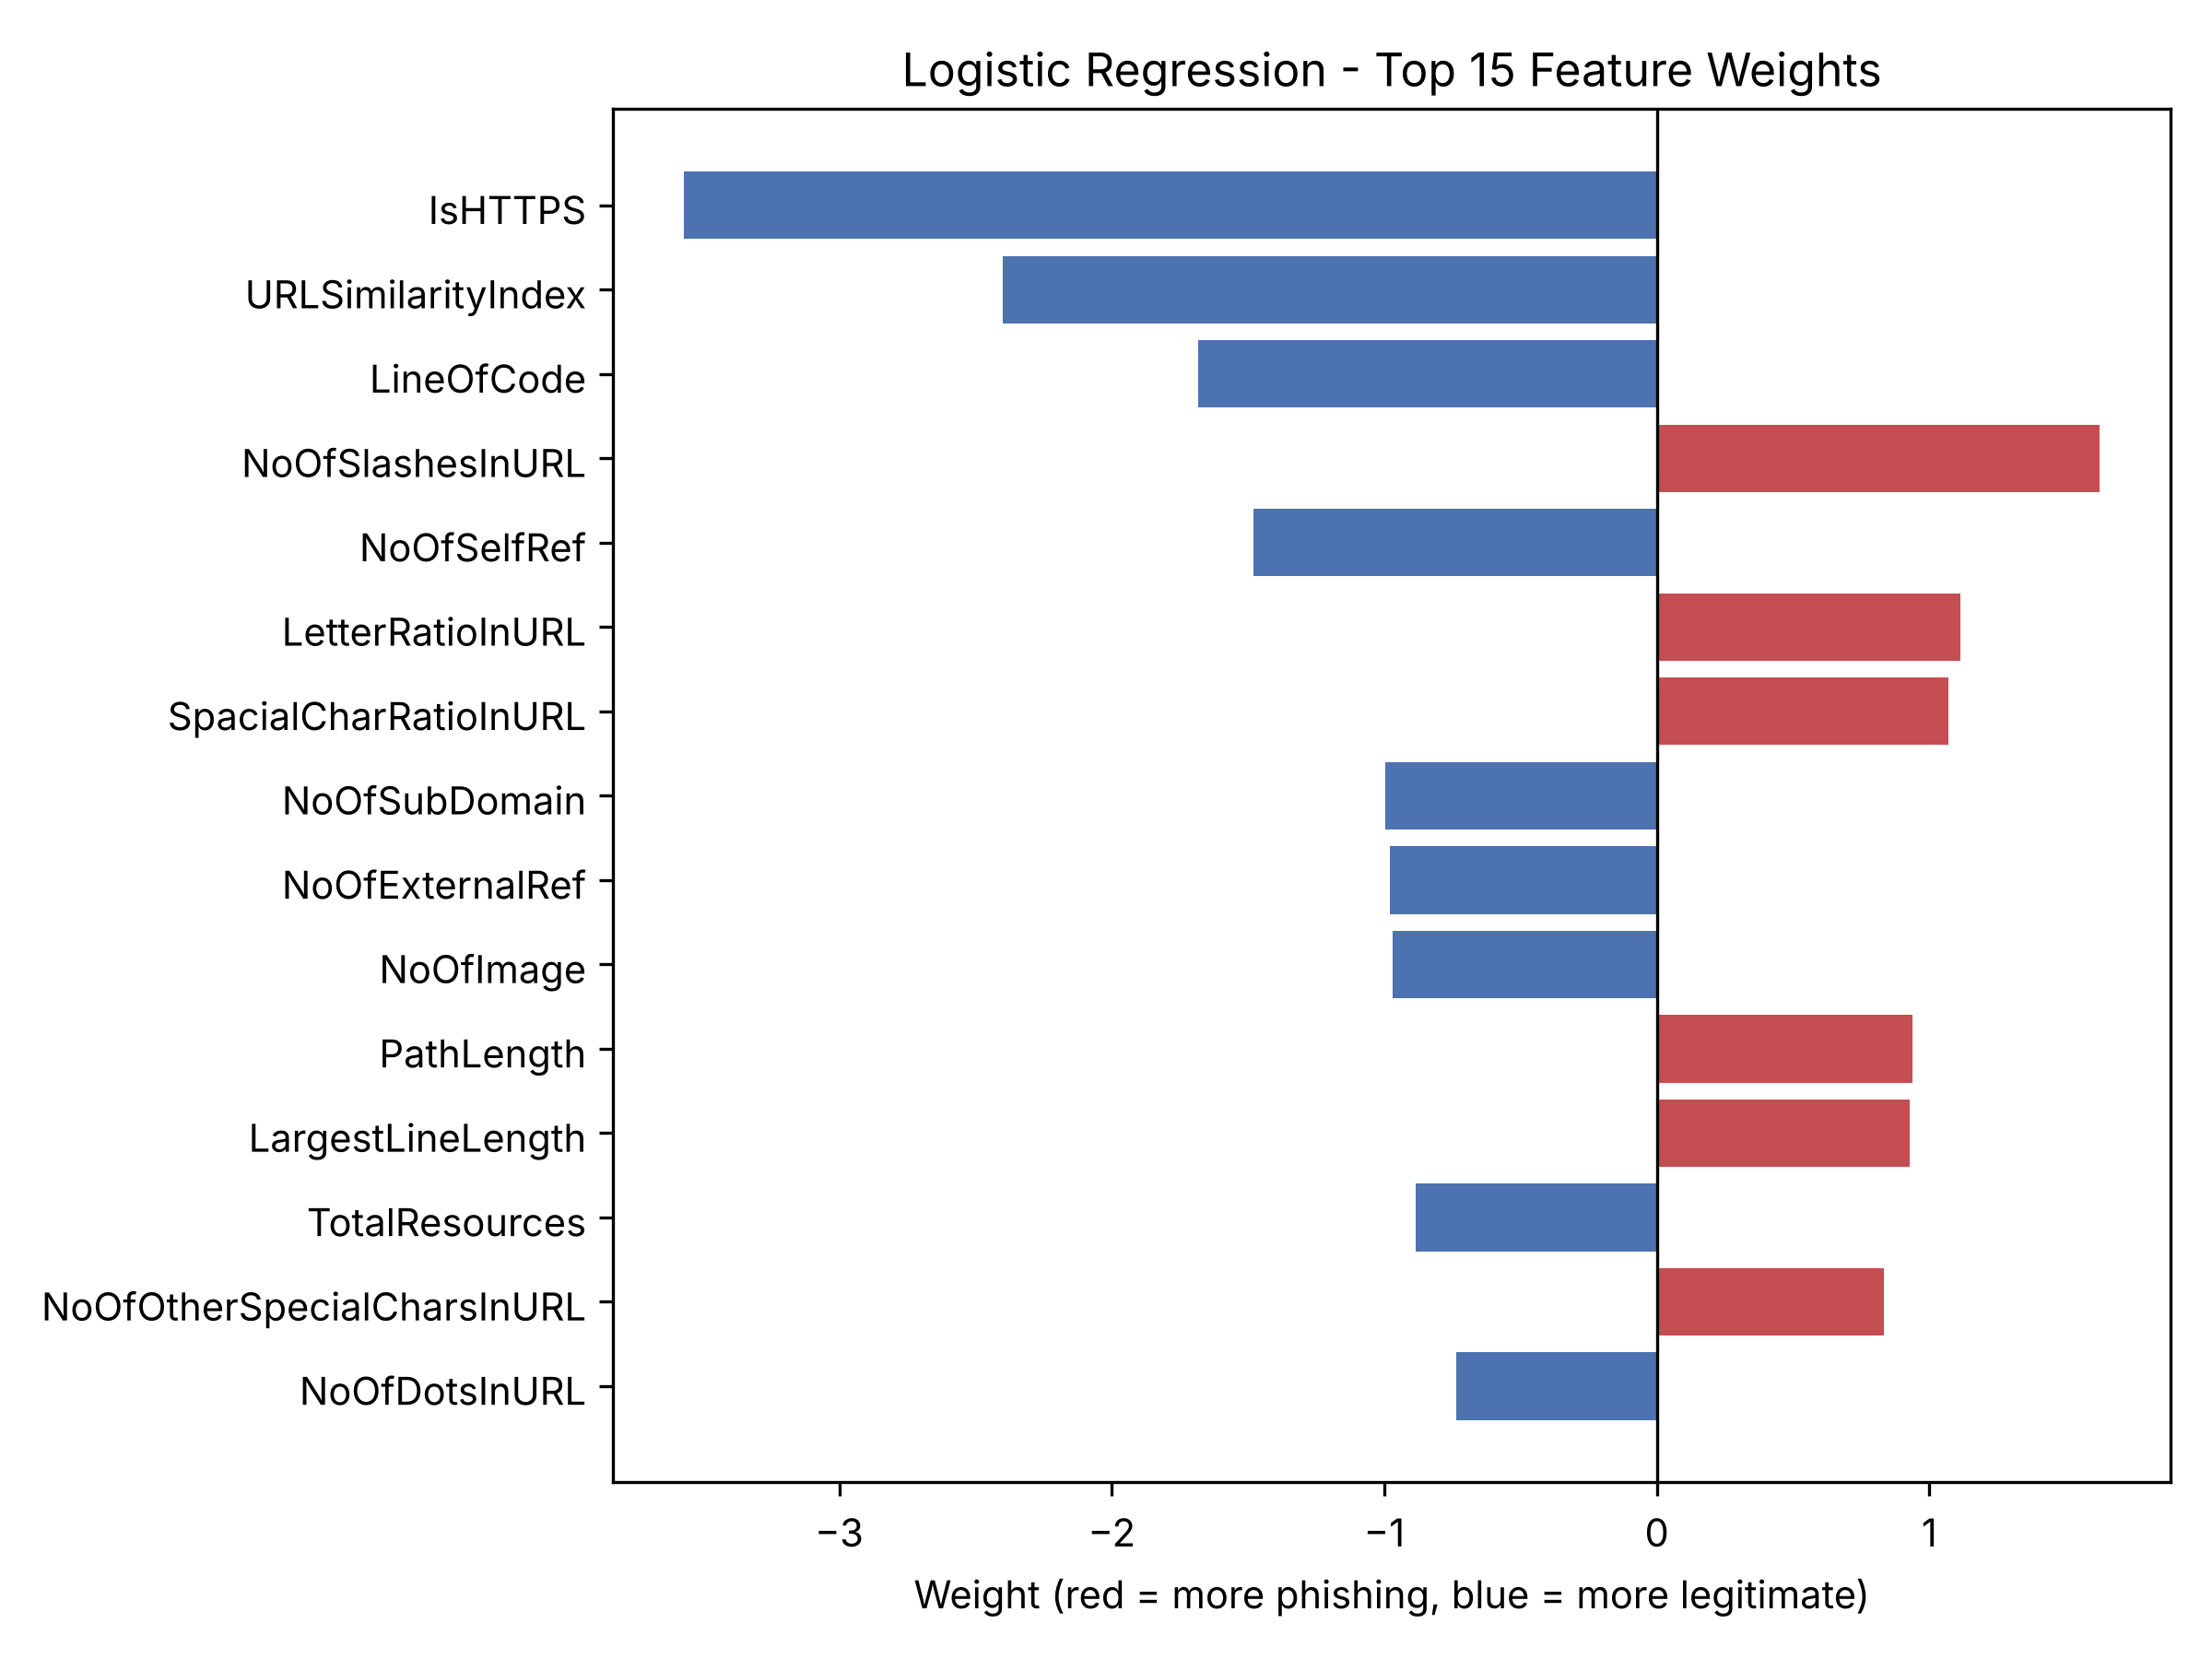 Logistic Regression - Top 15 Feature Weights
IsHTTPS
URLSimilarityIndex
LineOfCode
NoOfSlashesInURL
NoOfSelfRef
LetterRatioInURL
SpacialCharRatioInURL
NoOfSubDomain
NoOfExternalRef
NoOfImage
PathLength
LargestLineLength
TotalResources
NoOfOtherSpecialCharsInURL
NoOfDotsInURL
−3 −2 −1 0 1
Weight (red = more phishing, blue = more legitimate)